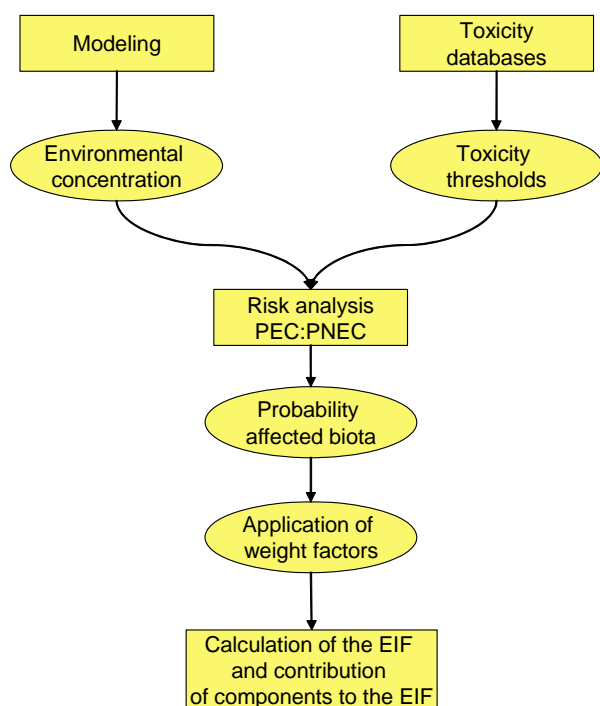 Modeling
Toxicity
databases
Environmental
concentration
Toxicity
thresholds
Risk analysis
PEC:PNEC
Probability
affected biota
Application of
weight factors
Calculation of the EIF
and contribution
of components to the EIF